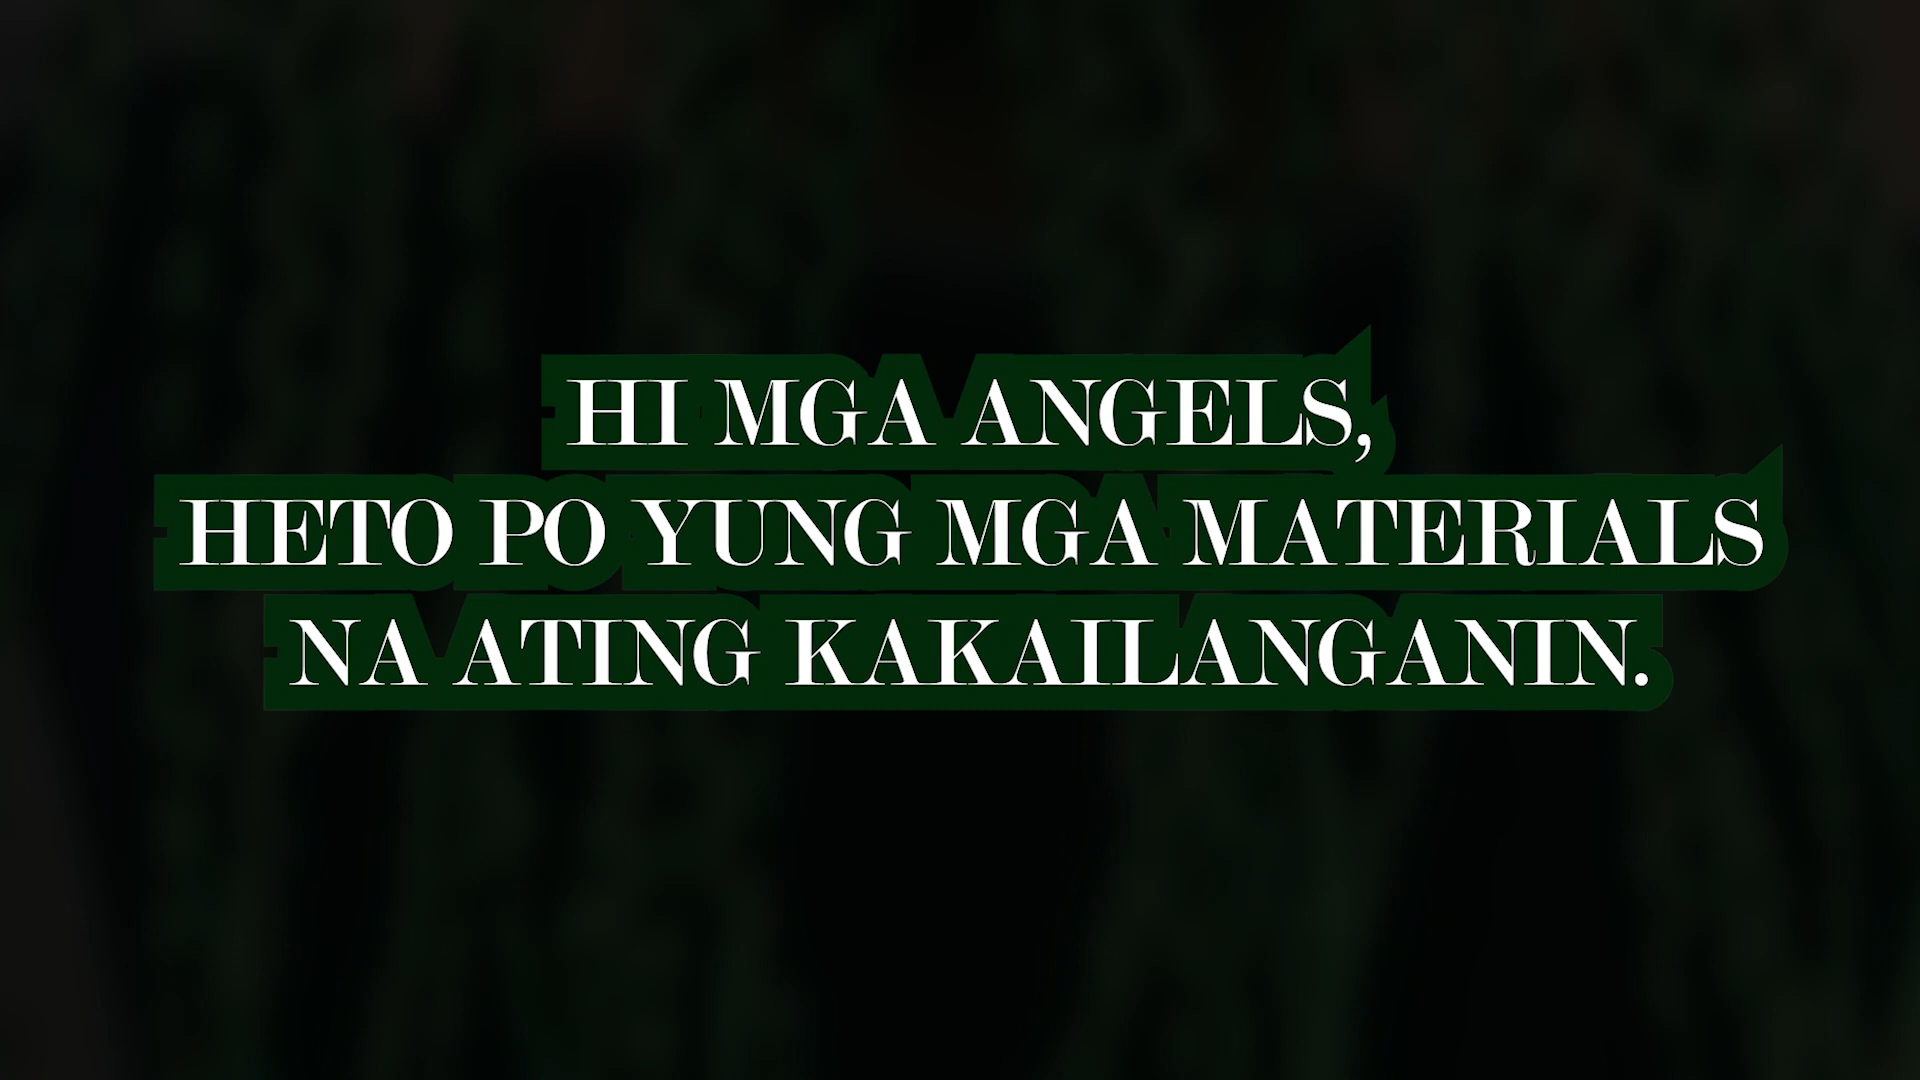 HI MGA ANGELS,
HETO PO YUNG MGA MATERIALS
NA ATING KAKAILANGANIN.